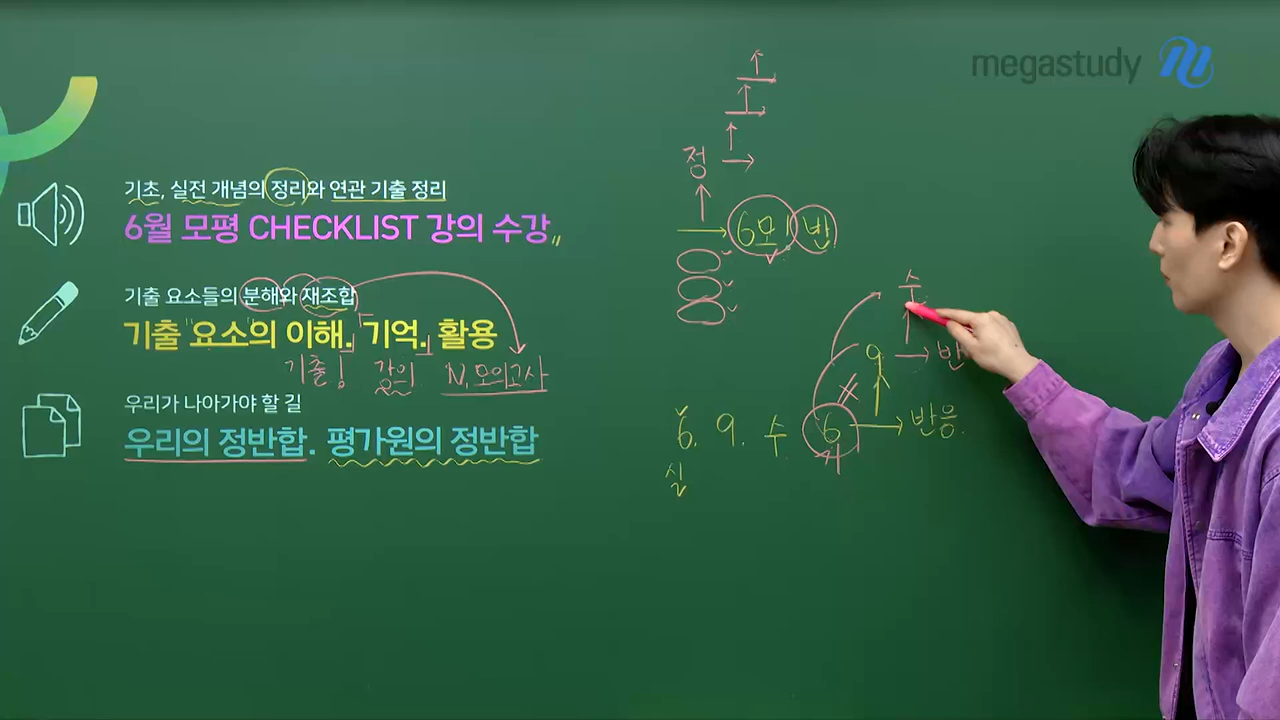 megastudy
기초, 실전 개념의 정리와 연관 기출 정리
6월 모평 CHECKLIST 강의 수강
기출 요소들의 분해와 재조합
기출 "요소"의 이해. 기억. 활용
기출! 강의 N. 모의고사
우리가 나아가야 할 길
우리의 정반합. 평가원의 정반합
정
6모! 반
수
9 반
6. 9. 수 6 반응.
실